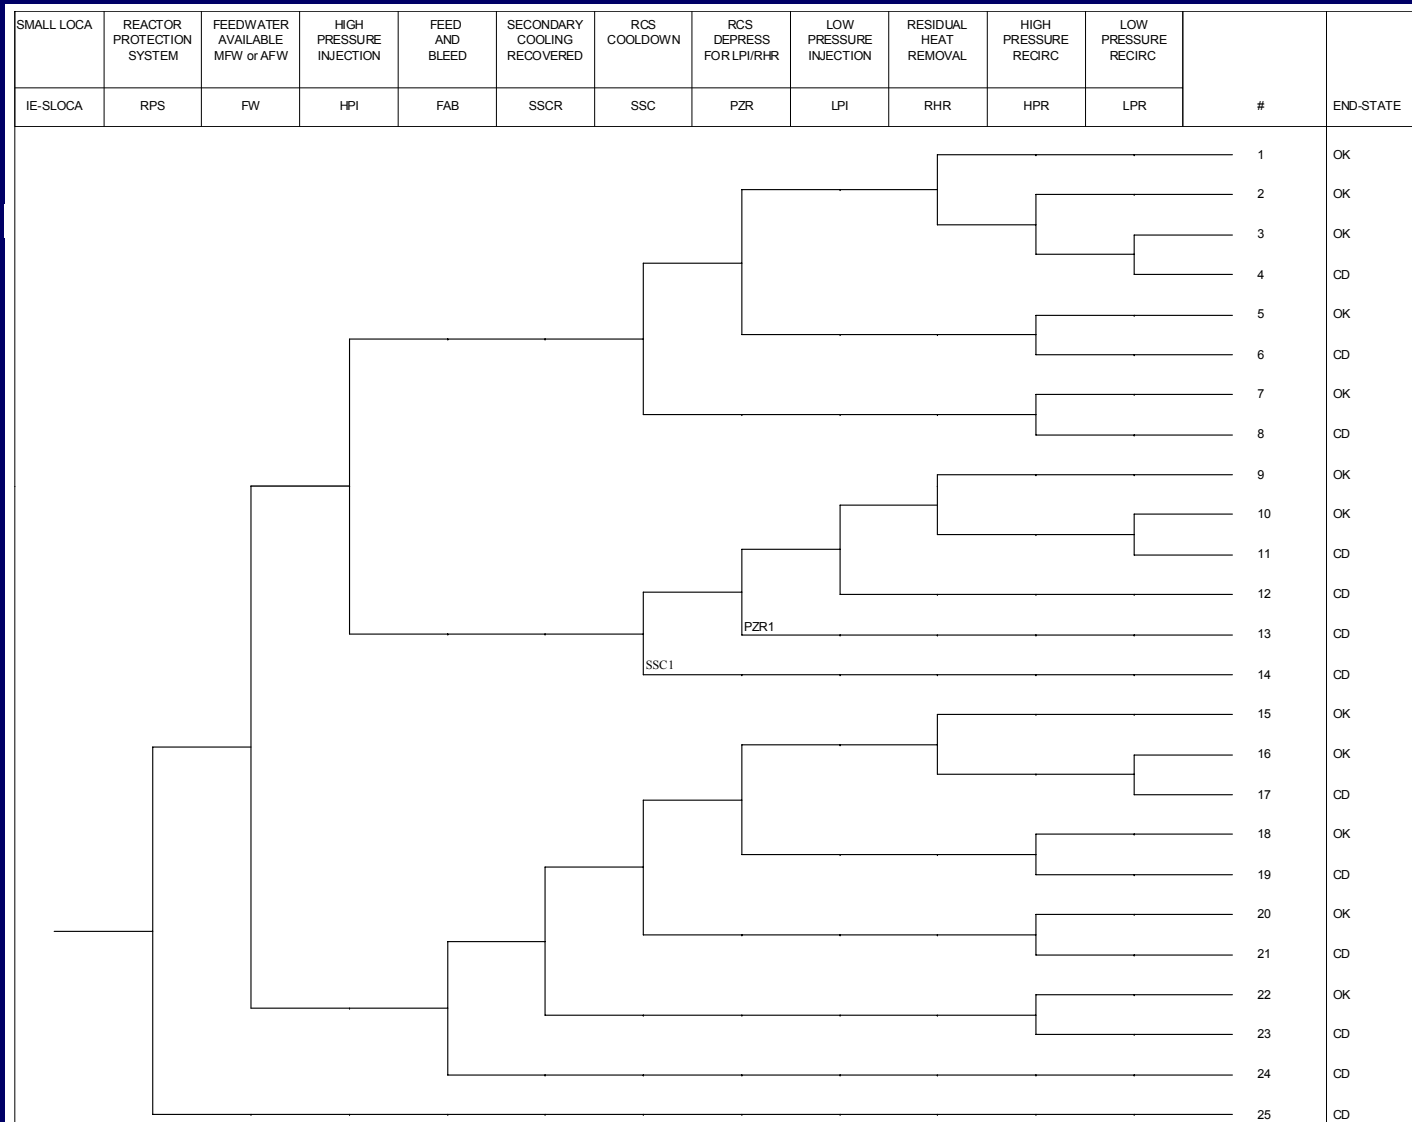 SMALL LOCA
REACTOR
PROTECTION
SYSTEM
FEEDWATER
AVAILABLE
MFW or AFW
HIGH
PRESSURE
INJECTION
FEED
AND
BLEED
SECONDARY
COOLING
RECOVERED
RCS
COOLDOWN
RCS
DEPRESS
FOR LPI/RHR
LOW
PRESSURE
INJECTION
RESIDUAL
HEAT
REMOVAL
HIGH
PRESSURE
RECIRC
LOW
PRESSURE
RECIRC
IE-SLOCA RPS FW HPI FAB SSCR SSC PZR LPI RHR HPR LPR # END-STATE
1 OK
2 OK
3 OK
4 CD
5 OK
6 CD
7 OK
8 CD
9 OK
10 OK
11 CD
12 CD
PZR1 13 CD
SSC1 14 CD
15 OK
16 OK
17 CD
18 OK
19 CD
20 OK
21 CD
22 OK
23 CD
24 CD
25 CD